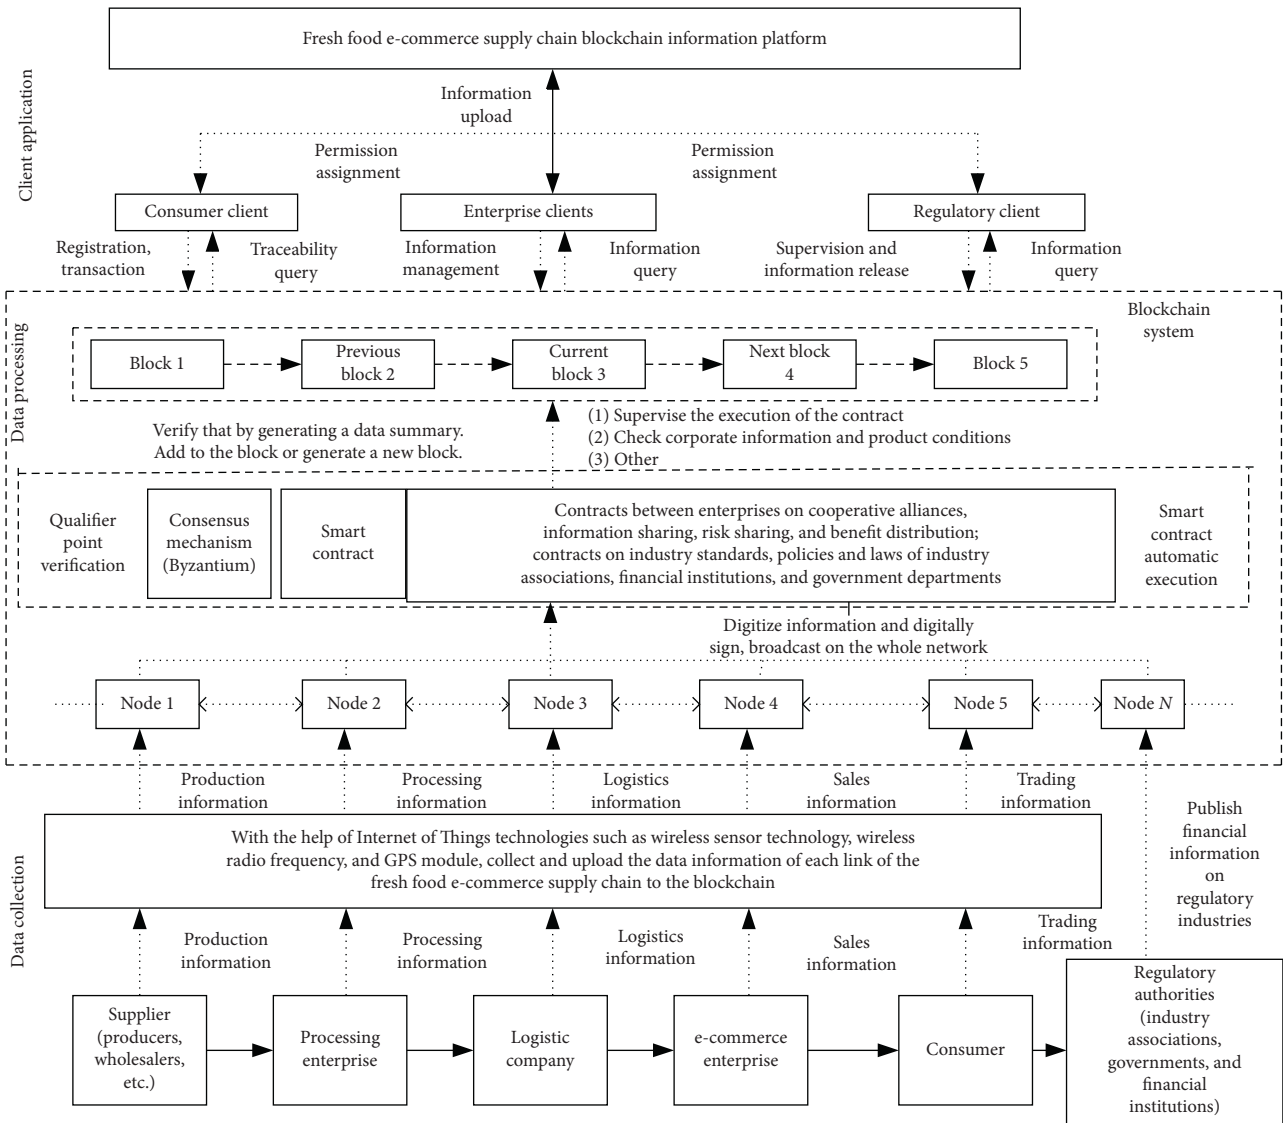 Fresh food e-commerce supply chain blockchain information platform
Client application
Information
upload
Permission
assignment
Permission
assignment
Consumer client
Enterprise clients
Regulatory client
Registration,
transaction
Traceability
query
Information
management
Information
query
Supervision and
information release
Information
query
Blockchain
system
Data processing
Block 1
Previous
block 2
Current
block 3
Next block
4
Block 5
Verify that by generating a data summary.
Add to the block or generate a new block.
(1) Supervise the execution of the contract
(2) Check corporate information and product conditions
(3) Other
Qualifier
point
verification
Consensus
mechanism
(Byzantium)
Smart
contract
Contracts between enterprises on cooperative alliances,
information sharing, risk sharing, and benefit distribution;
contracts on industry standards, policies and laws of industry
associations, financial institutions, and government departments
Smart
contract
automatic
execution
Digitize information and digitally
sign, broadcast on the whole network
Node 1
Node 2
Node 3
Node 4
Node 5
Node N
Production
information
Processing
information
Logistics
information
Sales
information
Trading
information
Publish
financial
information
on
regulatory
industries
Data collection
With the help of Internet of Things technologies such as wireless sensor technology, wireless
radio frequency, and GPS module, collect and upload the data information of each link of the
fresh food e-commerce supply chain to the blockchain
Production
information
Processing
information
Logistics
information
Sales
information
Trading
information
Supplier
(producers,
wholesalers,
etc.)
Processing
enterprise
Logistic
company
e-commerce
enterprise
Consumer
Regulatory
authorities
(industry
associations,
governments, and
financial
institutions)